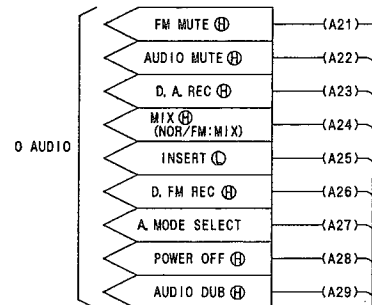 FM MUTE Ⓗ (A21)
AUDIO MUTE Ⓗ (A22)
D. A. REC Ⓗ (A23)
MIX Ⓗ
(NOR/FM:MIX) (A24)
O AUDIO
INSERT Ⓛ (A25)
D. FM REC Ⓗ (A26)
A. MODE SELECT (A27)
POWER OFF Ⓗ (A28)
AUDIO DUB Ⓗ (A29)